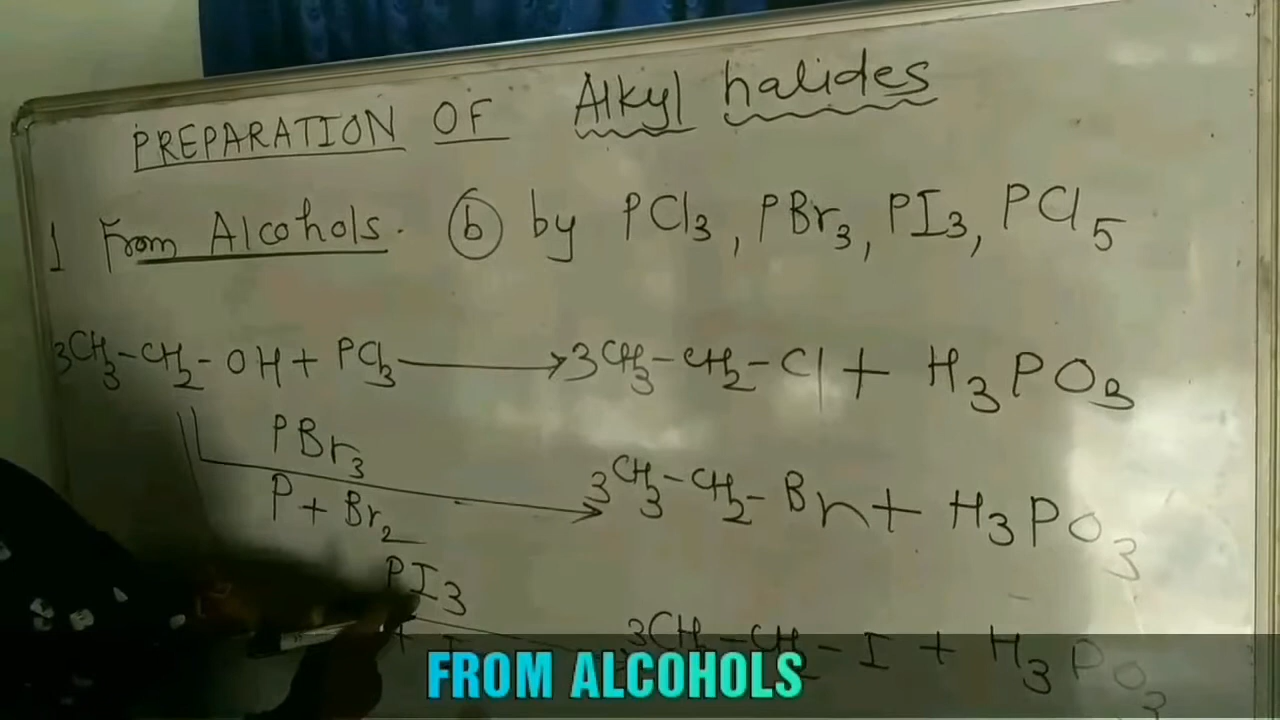 PREPARATION OF Alkyl halides
1 From Alcohols. (b) by PCl3, PBr3, PI3, PCl5
3CH3-CH2-OH + PCl3 → 3CH3-CH2-Cl + H3PO3
PBr3
P + Br2
3CH3-CH2-Br + H3PO3
PI3
+ I
3CH3-CH2-I + H3PO3
FROM ALCOHOLS